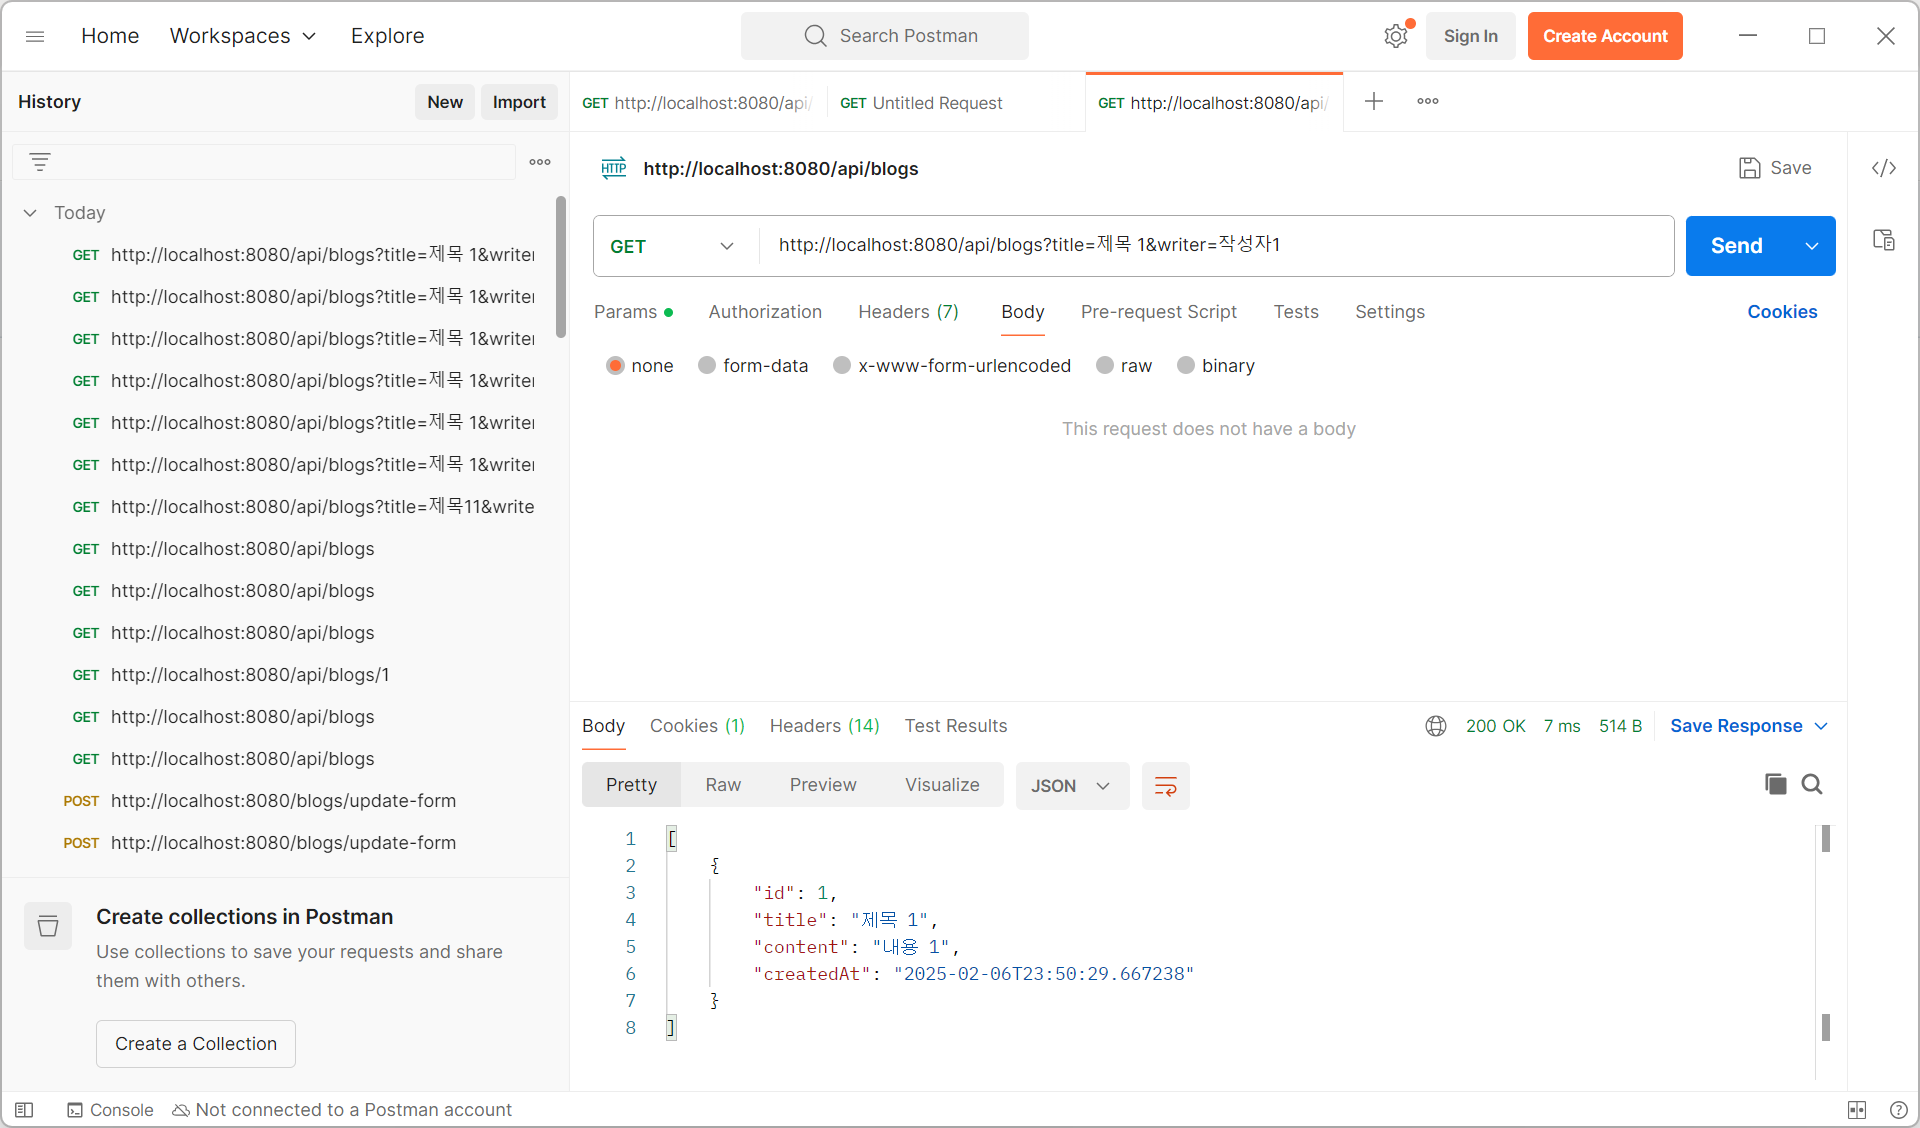 Home Workspaces Explore Search Postman Sign In Create Account
History New Import GET http://localhost:8080/api/ GET Untitled Request GET http://localhost:8080/api/
HTTP http://localhost:8080/api/blogs Save </>
Today
GET http://localhost:8080/api/blogs?title=제목 1&writer
GET http://localhost:8080/api/blogs?title=제목 1&writer
GET http://localhost:8080/api/blogs?title=제목 1&writer
GET http://localhost:8080/api/blogs?title=제목 1&writer
GET http://localhost:8080/api/blogs?title=제목 1&writer
GET http://localhost:8080/api/blogs?title=제목 1&writer
GET http://localhost:8080/api/blogs?title=제목11&write
GET http://localhost:8080/api/blogs
GET http://localhost:8080/api/blogs
GET http://localhost:8080/api/blogs
GET http://localhost:8080/api/blogs/1
GET http://localhost:8080/api/blogs
GET http://localhost:8080/api/blogs
POST http://localhost:8080/blogs/update-form
POST http://localhost:8080/blogs/update-form
Create collections in Postman
Use collections to save your requests and share
them with others.
Create a Collection
GET http://localhost:8080/api/blogs?title=제목 1&writer=작성자1 Send
Params Authorization Headers (7) Body Pre-request Script Tests Settings Cookies
none form-data x-www-form-urlencoded raw binary
This request does not have a body
Body Cookies (1) Headers (14) Test Results 200 OK 7 ms 514 B Save Response
Pretty Raw Preview Visualize JSON
1 [
2 {
3 "id": 1,
4 "title": "제목 1",
5 "content": "내용 1",
6 "createdAt": "2025-02-06T23:50:29.667238"
7 }
8 ]
Console Not connected to a Postman account